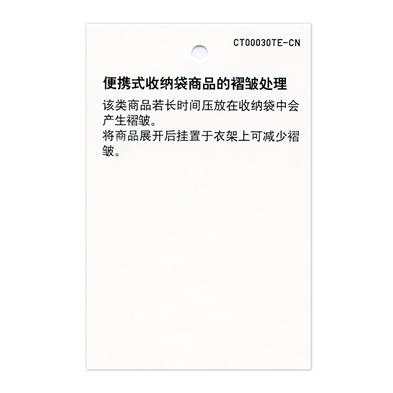 CT00030TE-CN
便携式收纳袋商品的褶皱处理
该类商品若长时间压放在收纳袋中会
产生褶皱。
将商品展开后挂置于衣架上可减少褶
皱。